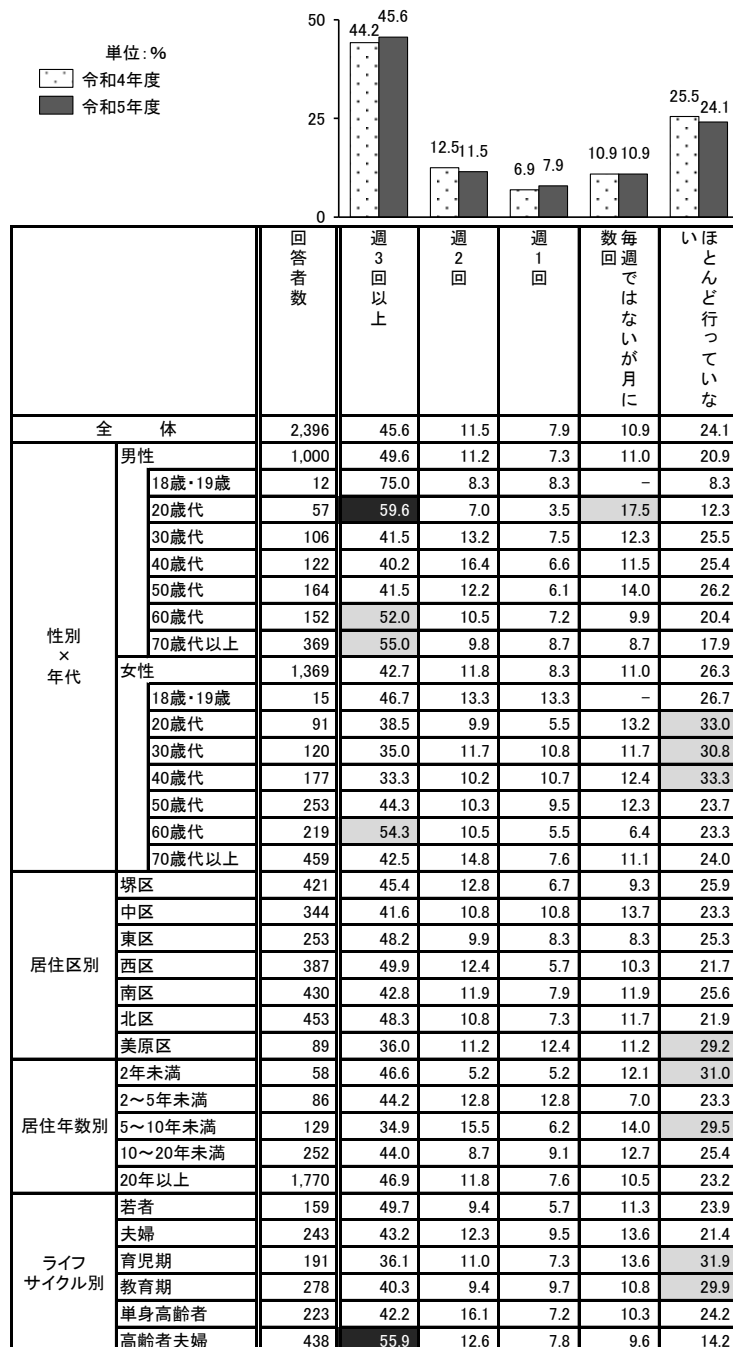 50
44.2 45.6
単位：％
令和4年度
令和5年度
25.5 24.1
25
12.5 11.5
10.9 10.9
6.9 7.9
0
回答者数 週3回以上 週2回 週1回 毎週ではないが月に数回 ほとんど行っていない
全体 2,396 45.6 11.5 7.9 10.9 24.1
性別×年代
男性 1,000 49.6 11.2 7.3 11.0 20.9
18歳・19歳 12 75.0 8.3 8.3 － 8.3
20歳代 57 59.6 7.0 3.5 17.5 12.3
30歳代 106 41.5 13.2 7.5 12.3 25.5
40歳代 122 40.2 16.4 6.6 11.5 25.4
50歳代 164 41.5 12.2 6.1 14.0 26.2
60歳代 152 52.0 10.5 7.2 9.9 20.4
70歳代以上 369 55.0 9.8 8.7 8.7 17.9
女性 1,369 42.7 11.8 8.3 11.0 26.3
18歳・19歳 15 46.7 13.3 13.3 － 26.7
20歳代 91 38.5 9.9 5.5 13.2 33.0
30歳代 120 35.0 11.7 10.8 11.7 30.8
40歳代 177 33.3 10.2 10.7 12.4 33.3
50歳代 253 44.3 10.3 9.5 12.3 23.7
60歳代 219 54.3 10.5 5.5 6.4 23.3
70歳代以上 459 42.5 14.8 7.6 11.1 24.0
居住区別
堺区 421 45.4 12.8 6.7 9.3 25.9
中区 344 41.6 10.8 10.8 13.7 23.3
東区 253 48.2 9.9 8.3 8.3 25.3
西区 387 49.9 12.4 5.7 10.3 21.7
南区 430 42.8 11.9 7.9 11.9 25.6
北区 453 48.3 10.8 7.3 11.7 21.9
美原区 89 36.0 11.2 12.4 11.2 29.2
居住年数別
2年未満 58 46.6 5.2 5.2 12.1 31.0
2～5年未満 86 44.2 12.8 12.8 7.0 23.3
5～10年未満 129 34.9 15.5 6.2 14.0 29.5
10～20年未満 252 44.0 8.7 9.1 12.7 25.4
20年以上 1,770 46.9 11.8 7.6 10.5 23.2
ライフサイクル別
若者 159 49.7 9.4 5.7 11.3 23.9
夫婦 243 43.2 12.3 9.5 13.6 21.4
育児期 191 36.1 11.0 7.3 13.6 31.9
教育期 278 40.3 9.4 9.7 10.8 29.9
単身高齢者 223 42.2 16.1 7.2 10.3 24.2
高齢者夫婦 438 55.9 12.6 7.8 9.6 14.2